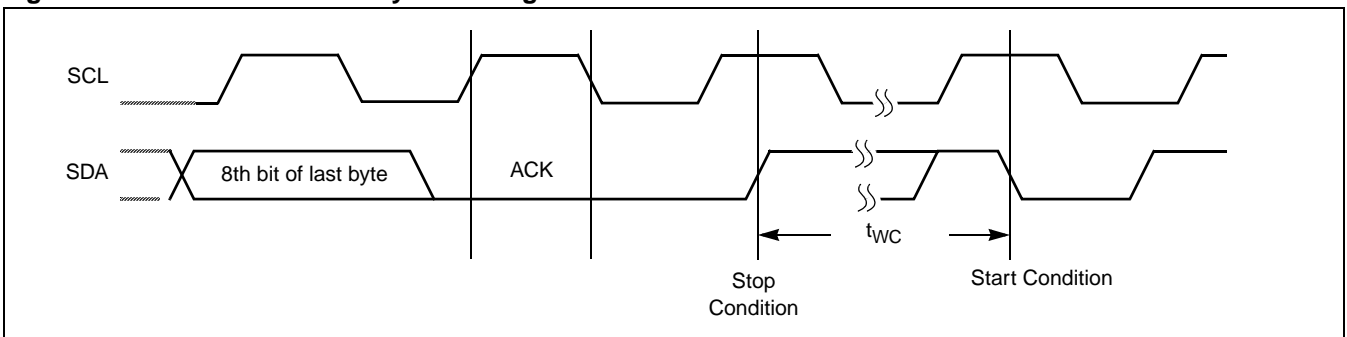 SCL
SDA
8th bit of last byte
ACK
tWC
Stop
Condition
Start Condition